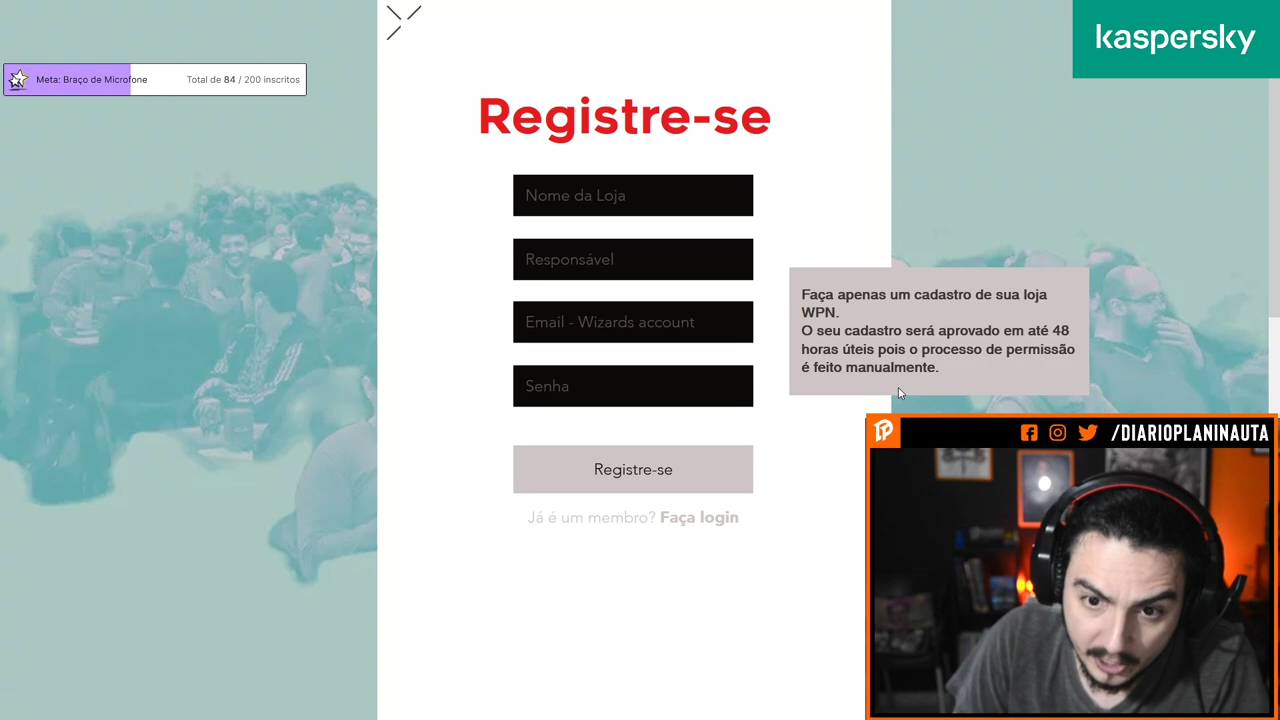 kaspersky
Meta: Braço de Microfone
Total de 84 / 200 inscritos
Registre-se
Nome da Loja
Responsável
Email - Wizards account
Senha
Registre-se
Já é um membro? Faça login
Faça apenas um cadastro de sua loja
WPN.
O seu cadastro será aprovado em até 48
horas úteis pois o processo de permissão
é feito manualmente.
/DIARIOPLANINAUTA